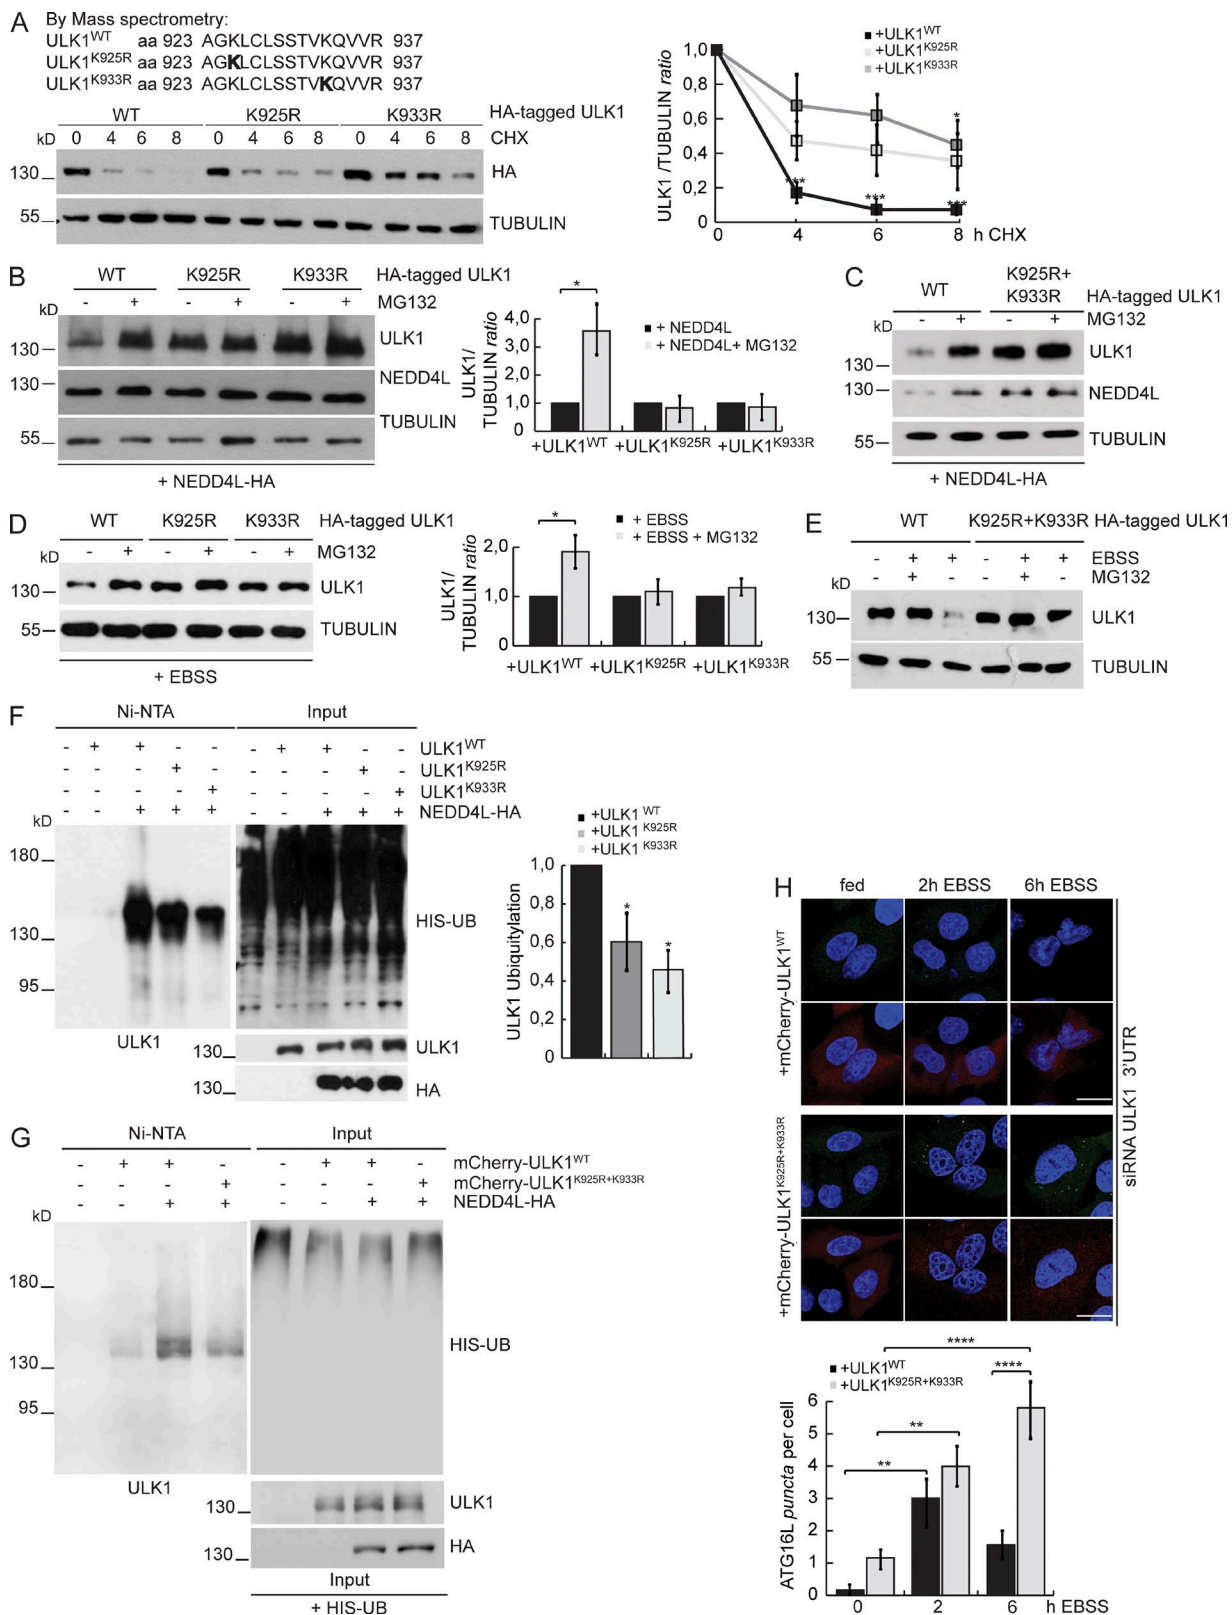 A
By Mass spectrometry:
ULK1WT aa 923 AGKLCLSSTVKQVVR 937
ULK1K925R aa 923 AGKLCLSSTVKQVVR 937
ULK1K933R aa 923 AGKLCLSSTVKQVVR 937
WT K925R K933R HA-tagged ULK1
kD 0 4 6 8 0 4 6 8 0 4 6 8 CHX
130 HA
55 TUBULIN
+ULK1WT
+ULK1K925R
+ULK1K933R
ULK1 /TUBULIN ratio
1,0
0,8
0,6
0,4
0,2
0
*
*** *** ***
0 4 6 8 h CHX
B
WT K925R K933R HA-tagged ULK1
kD - + - + - + MG132
130 ULK1
130 NEDD4L
TUBULIN
55
+ NEDD4L-HA
ULK1/
TUBULIN ratio
4,0
3,0
2,0
1,0
0
*
+ NEDD4L
+ NEDD4L+ MG132
+ULK1WT +ULK1K925R +ULK1K933R
C
WT K925R+
K933R HA-tagged ULK1
kD - + - + MG132
130 ULK1
130 NEDD4L
55 TUBULIN
+ NEDD4L-HA
D
WT K925R K933R HA-tagged ULK1
kD - + - + - + MG132
130 ULK1
55 TUBULIN
+ EBSS
ULK1/
TUBULIN ratio
2,0
1,0
0
*
+ EBSS
+ EBSS + MG132
+ULK1WT +ULK1K925R +ULK1K933R
E
WT K925R+K933R HA-tagged ULK1
- + + - + + EBSS
kD - + - - + - MG132
130 ULK1
55 TUBULIN
F
Ni-NTA Input
- + + - - - + + - - ULK1WT
- - - + - - - - + - ULK1K925R
- - - - + - - - - + ULK1K933R
- - + + + - - + + + NEDD4L-HA
kD
180
130
95
HIS-UB
ULK1
130 ULK1
130 HA
+ULK1 WT
+ULK1 K925R
+ULK1 K933R
ULK1 Ubiquitylation
1,0
0,8
0,6
0,4
0,2
0
* *
G
Ni-NTA Input
- + + - - + + - mCherry-ULK1WT
- - - + - - - + mCherry-ULK1K925R+K933R
- - + + - - + + NEDD4L-HA
kD
180
130
95
HIS-UB
ULK1
130 ULK1
130 HA
Input
+ HIS-UB
H
fed 2h EBSS 6h EBSS
+mCherry-ULK1WT
+mCherry-ULK1K925R+K933R
siRNA ULK1 3'UTR
+ULK1WT
+ULK1K925R+K933R
****
****
**
**
ATG16L puncta per cell
6
5
4
3
2
1
0
0 2 6 h EBSS